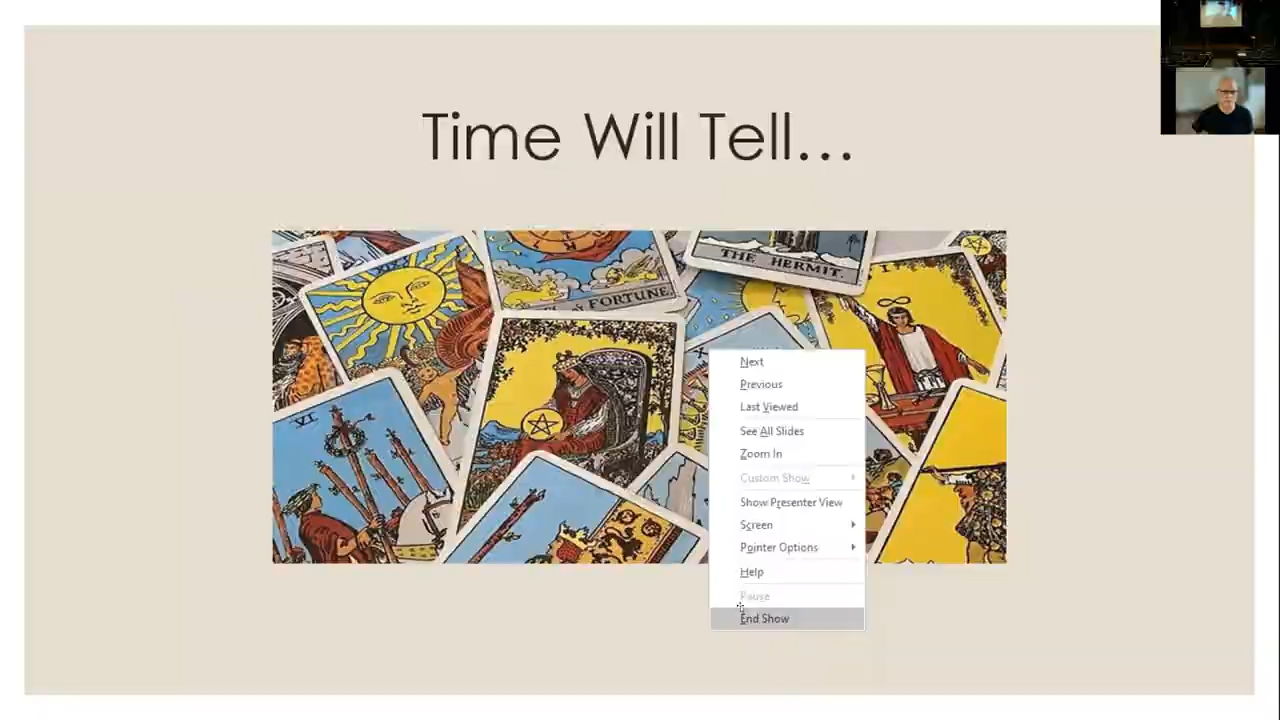 Time Will Tell...
THE HERMIT.
FORTUNE.
VI
Next
Previous
Last Viewed
See All Slides
Zoom In
Custom Show
Show Presenter View
Screen
Pointer Options
Help
Pause
End Show